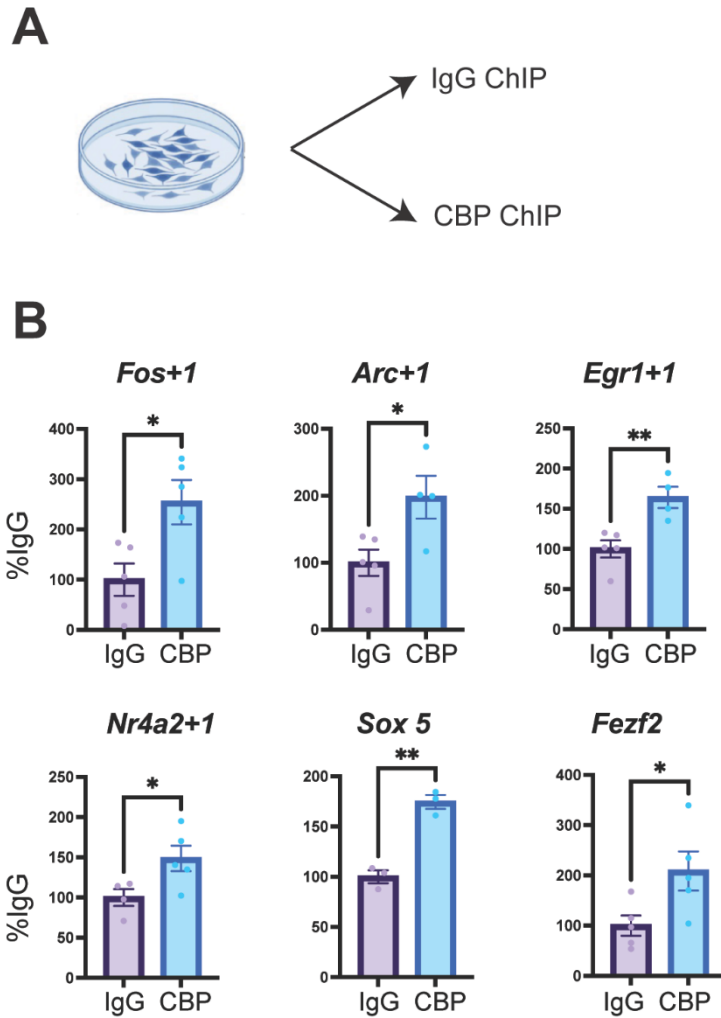 A
IgG ChIP
CBP ChIP
B
Fos+1
Arc+1
Egr1+1
400
300
200
100
0
%IgG
*
IgG CBP
300
200
100
0
*
IgG CBP
250
200
150
100
50
0
**
IgG CBP
Nr4a2+1
Sox 5
Fezf2
250
200
150
100
50
0
%IgG
*
IgG CBP
200
150
100
50
0
**
IgG CBP
400
300
200
100
0
*
IgG CBP